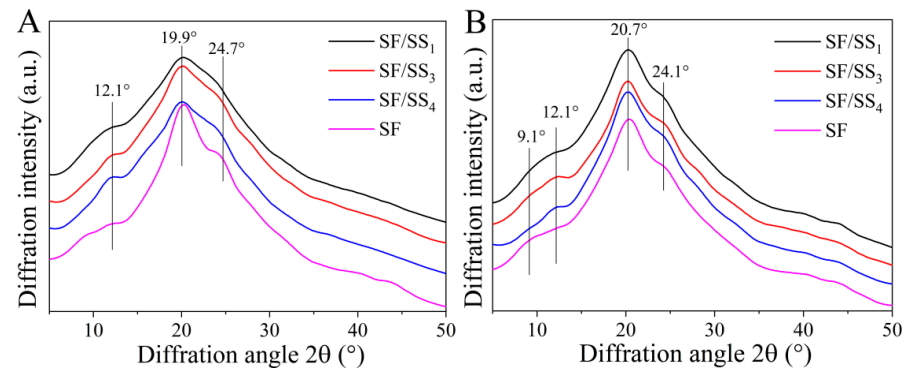 A
Diffration intensity (a.u.)
12.1°
19.9°
24.7°
SF/SS₁
SF/SS₃
SF/SS₄
SF
10
20
30
40
50
Diffration angle 2θ (°)
B
Diffration intensity (a.u.)
9.1°
12.1°
20.7°
24.1°
SF/SS₁
SF/SS₃
SF/SS₄
SF
10
20
30
40
50
Diffration angle 2θ (°)